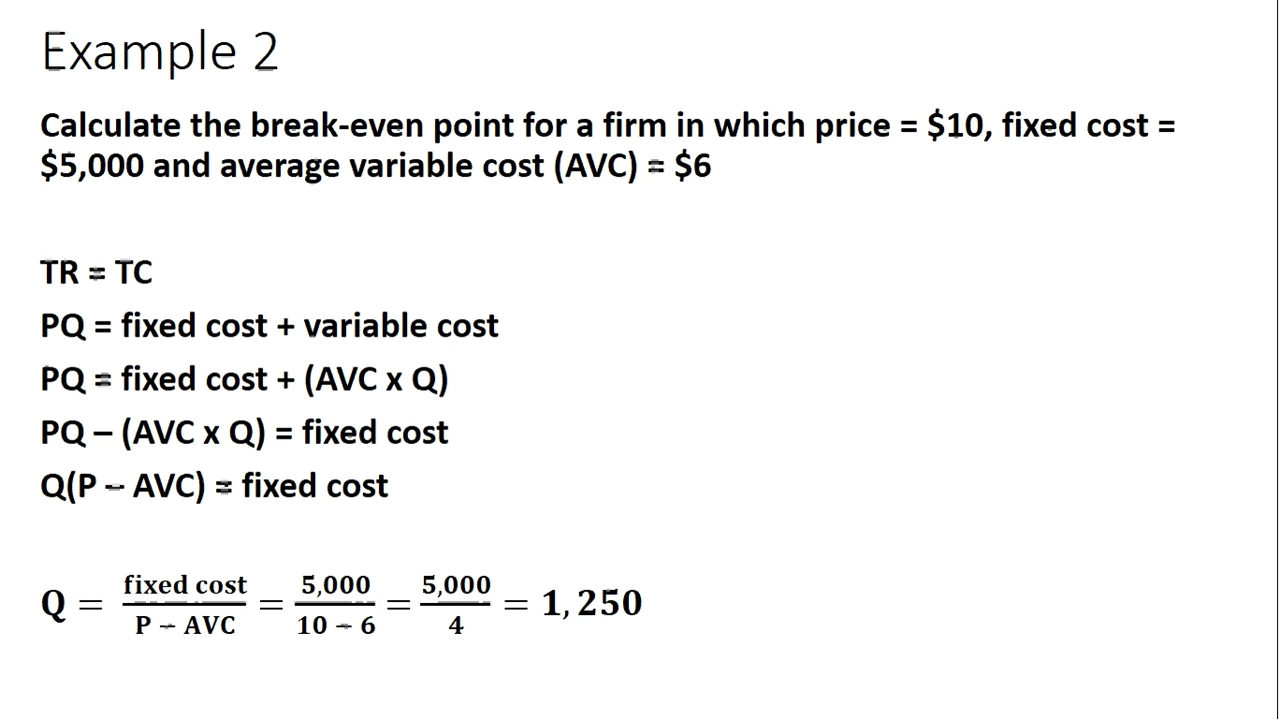 Example 2
Calculate the break-even point for a firm in which price = $10, fixed cost =
$5,000 and average variable cost (AVC) = $6
TR = TC
PQ = fixed cost + variable cost
PQ = fixed cost + (AVC x Q)
PQ – (AVC x Q) = fixed cost
Q(P – AVC) = fixed cost
Q = fixed cost / P − AVC = 5,000 / 10 − 6 = 5,000 / 4 = 1,250